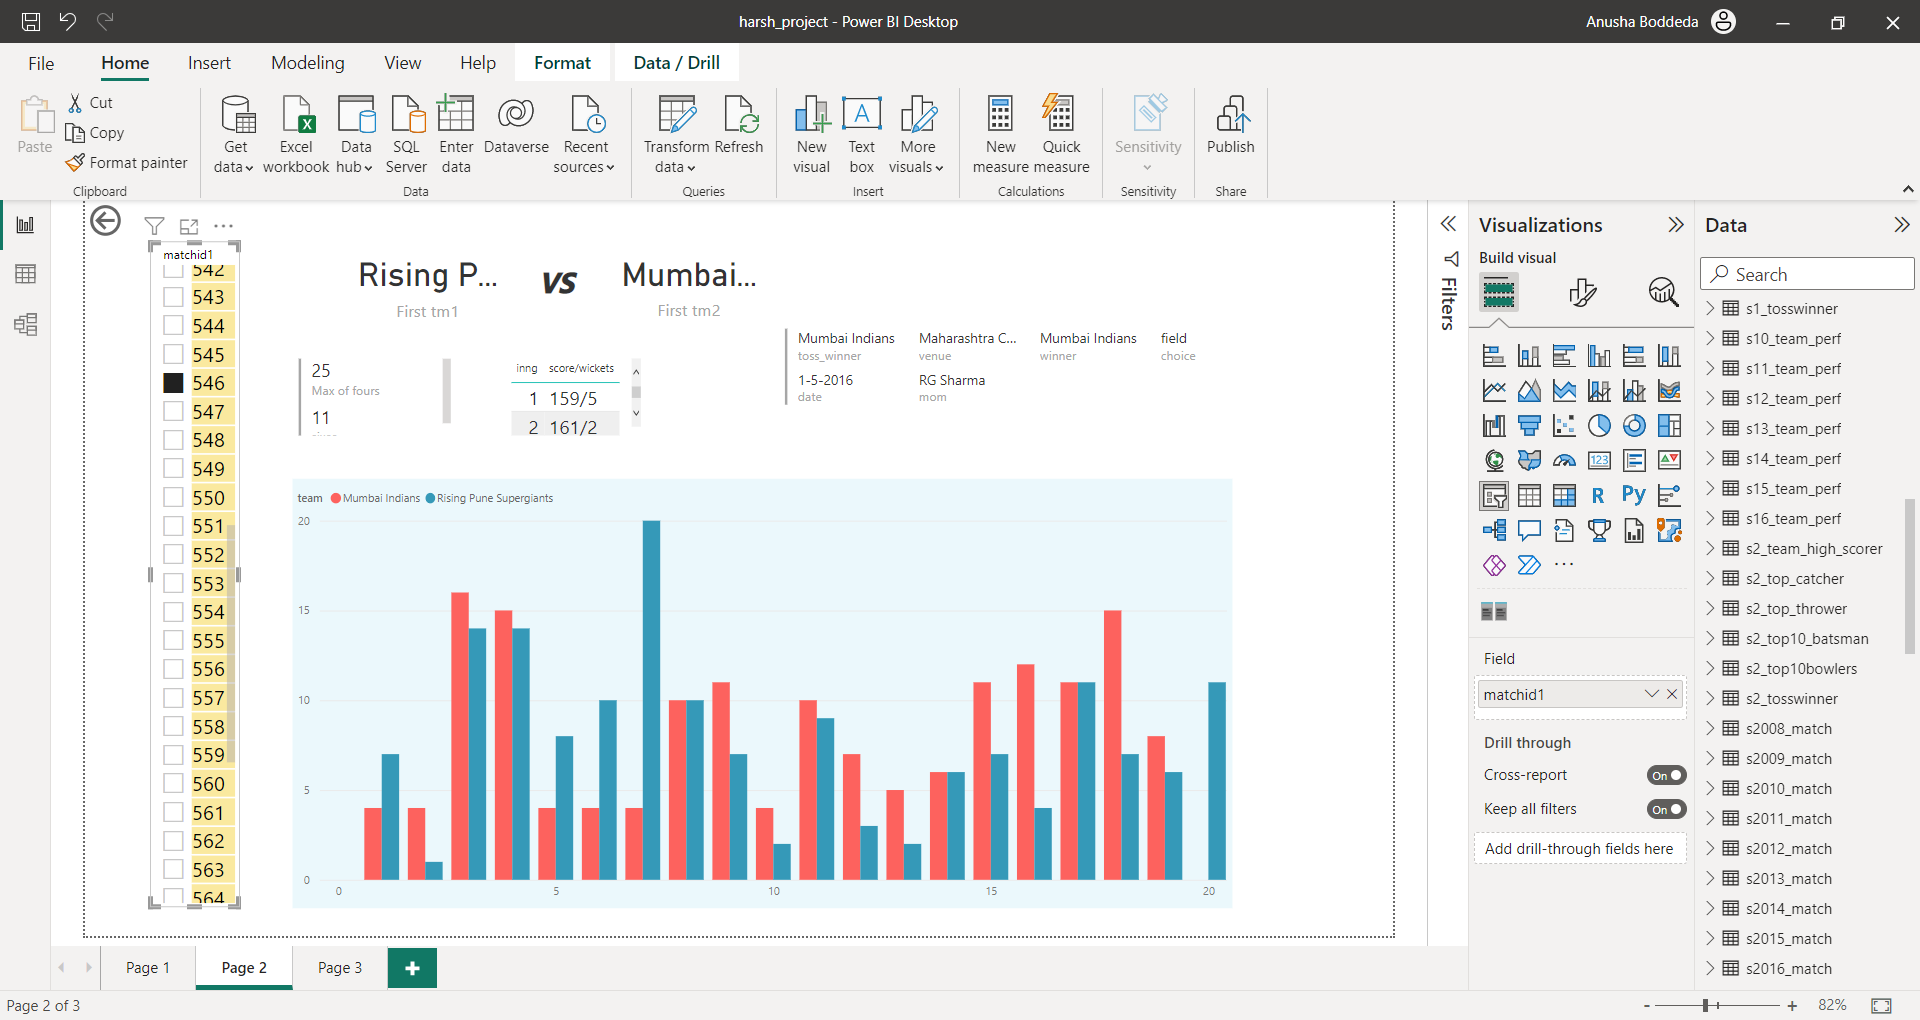 harsh_project - Power BI Desktop
Anusha Boddeda
File Home Insert Modeling View Help Format Data / Drill
Paste
Cut
Copy
Format painter
Clipboard
Get data
Excel workbook
Data hub
SQL Server
Enter data
Dataverse
Recent sources
Data
Transform data
Refresh
Queries
New visual
Text box
More visuals
Insert
New measure
Quick measure
Calculations
Sensitivity
Sensitivity
Publish
Share
matchid1
542
543
544
545
546
547
548
549
550
551
552
553
554
555
556
557
558
559
560
561
562
563
564
Rising P...
First tm1
vs
Mumbai...
First tm2
25
Max of fours
11
inng score/wickets
1 159/5
2 161/2
Mumbai Indians Maharashtra C... Mumbai Indians field
toss_winner venue winner choice
1-5-2016 RG Sharma
date mom
team Mumbai Indians Rising Pune Supergiants
20
15
10
5
0
0 5 10 15 20
Filters
Visualizations
Build visual
123
R Py
Field
matchid1
Drill through
Cross-report On
Keep all filters On
Add drill-through fields here
Data
Search
s1_tosswinner
s10_team_perf
s11_team_perf
s12_team_perf
s13_team_perf
s14_team_perf
s15_team_perf
s16_team_perf
s2_team_high_scorer
s2_top_catcher
s2_top_thrower
s2_top10_batsman
s2_top10bowlers
s2_tosswinner
s2008_match
s2009_match
s2010_match
s2011_match
s2012_match
s2013_match
s2014_match
s2015_match
s2016_match
Page 1 Page 2 Page 3
Page 2 of 3
- + 82%